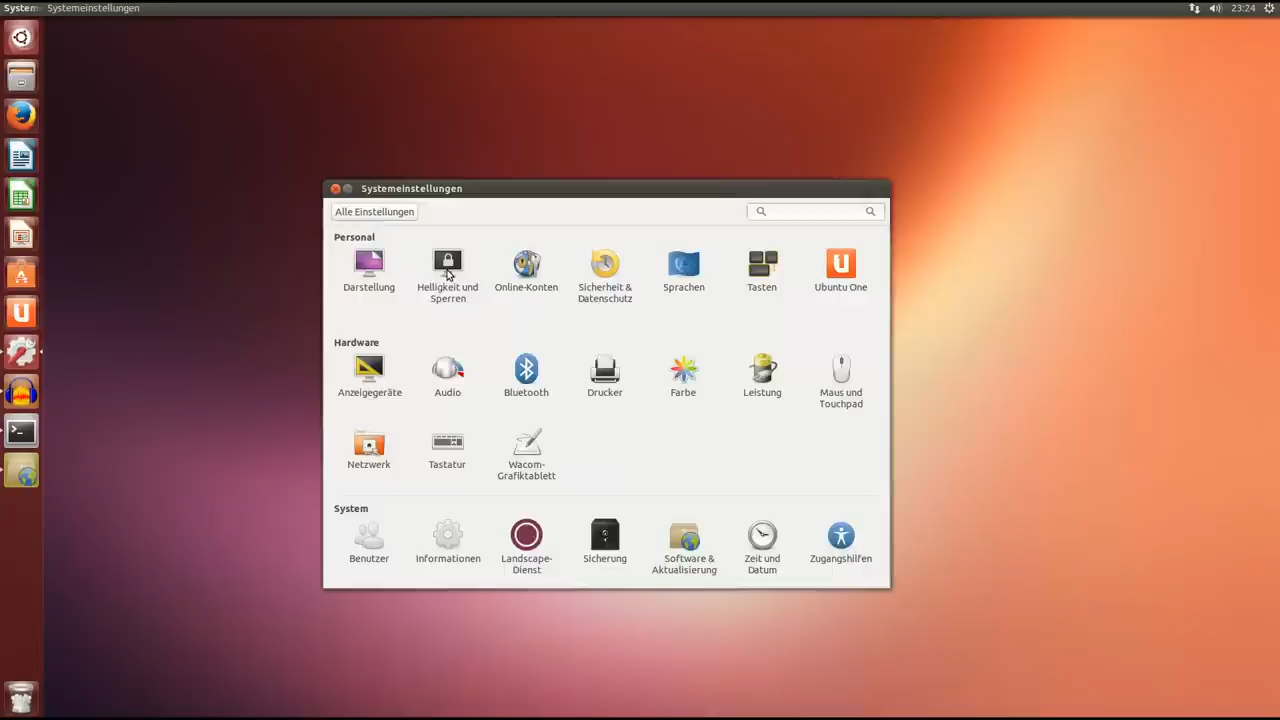 Systemeinstellungen
23:24
Systemeinstellungen
Alle Einstellungen
Personal
Darstellung
Helligkeit und
Sperren
Online-Konten
Sicherheit &
Datenschutz
Sprachen
Tasten
Ubuntu One
Hardware
Anzeigegeräte
Audio
Bluetooth
Drucker
Farbe
Leistung
Maus und
Touchpad
Netzwerk
Tastatur
Wacom-
Grafiktablett
System
Benutzer
Informationen
Landscape-
Dienst
Sicherung
Software &
Aktualisierung
Zeit und
Datum
Zugangshilfen